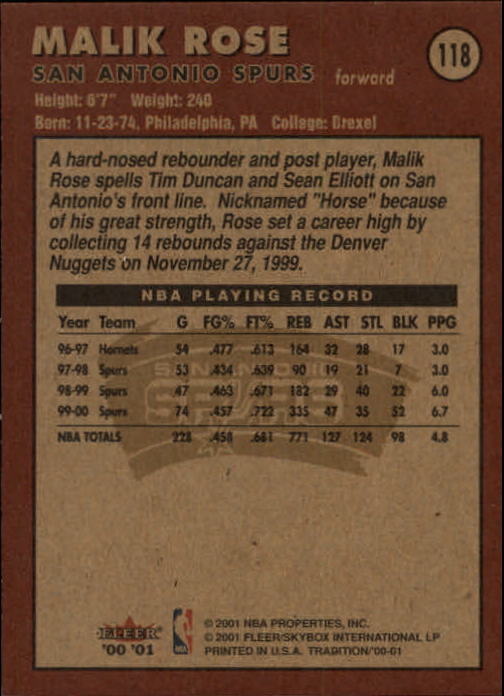 MALIK ROSE
118
SAN ANTONIO SPURS forward
Height: 6'7" Weight: 240
Born: 11-23-74, Philadelphia, PA College: Drexel
A hard-nosed rebounder and post player, Malik
Rose spells Tim Duncan and Sean Elliott on San
Antonio's front line. Nicknamed "Horse" because
of his great strength, Rose set a career high by
collecting 14 rebounds against the Denver
Nuggets on November 27, 1999.
NBA PLAYING RECORD
Year Team G FG% FT% REB AST STL BLK PPG
96-97 Hornets 54 .477 .613 164 32 28 17 3.0
97-98 Spurs 53 .434 .639 90 19 21 7 3.0
98-99 Spurs 47 .463 .671 182 29 40 22 6.0
99-00 Spurs 74 .457 .722 335 47 35 52 6.7
NBA TOTALS 228 .458 .681 771 127 124 98 4.8
SAN ANTONIO
SPURS
FLEER
'00 '01
NBA
© 2001 NBA PROPERTIES, INC.
© 2001 FLEER/SKYBOX INTERNATIONAL LP
PRINTED IN U.S.A. TRADITION/'00-01